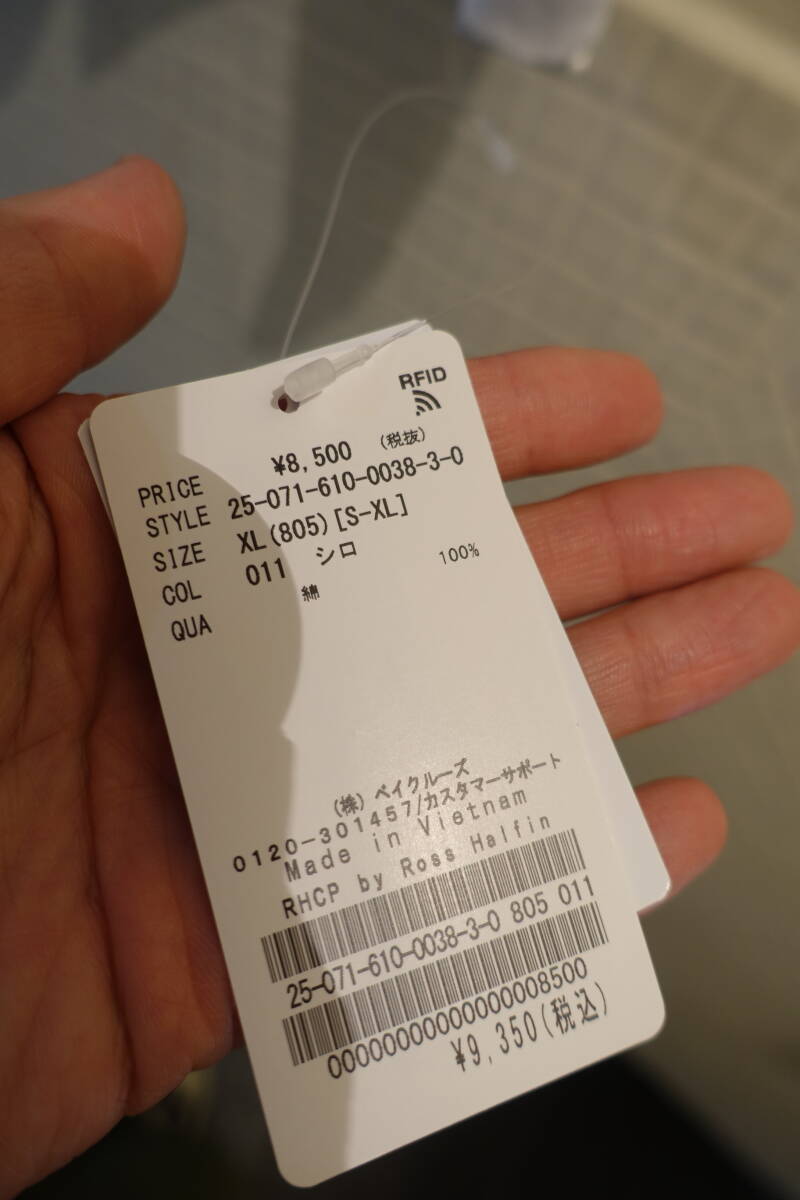 RFID
PRICE ¥8,500 (税抜)
STYLE 25-071-610-0038-3-0
SIZE XL(805)[S-XL]
COL 011 シロ
QUA 綿 100%
(株)ベイクルーズ
0120-301457/カスタマーサポート
Made in Vietnam
RHCP by Ross Halfin
25-071-610-0038-3-0 805 011
00000000000000008500
¥9,350(税込)